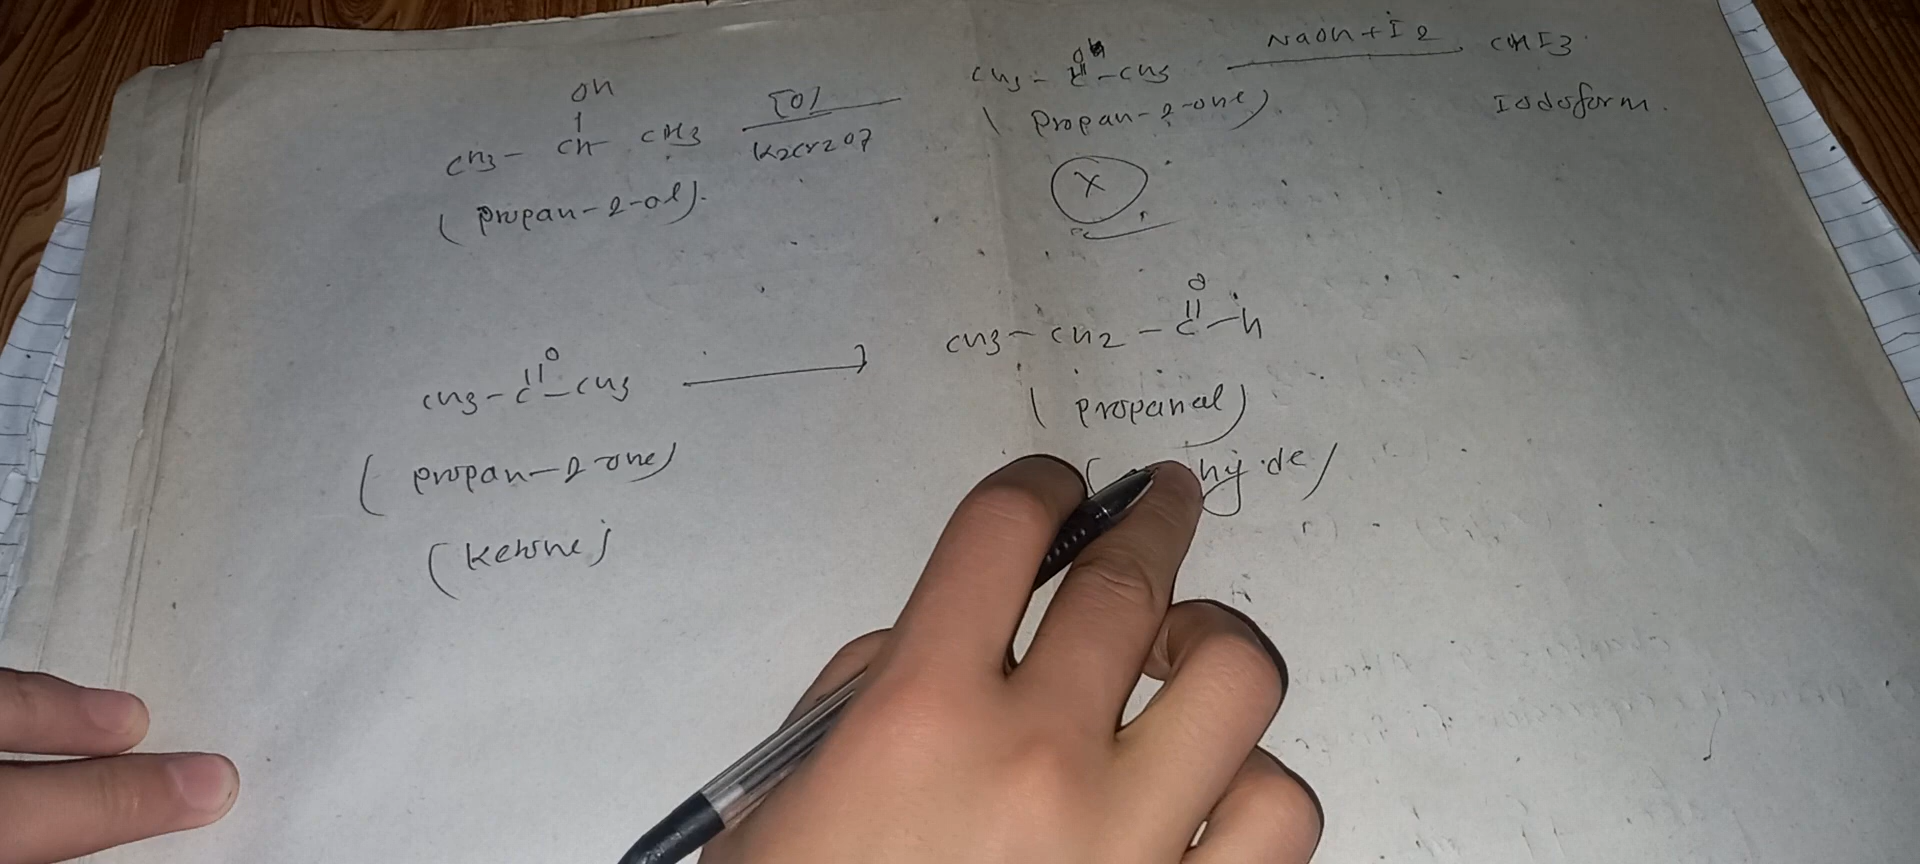 OH
|
CH3 - CH - CH3 [O] K2Cr2O7
(Propan-2-ol).
O
||
CH3 - C - CH3 NaOH + I2 CHI3
(Propan-2-one) Iodoform.
X
O
||
CH3 - C - CH3
(propan-2-one)
(Ketone)
O
||
CH3 - CH2 - C - H
(propanal)
hyde)